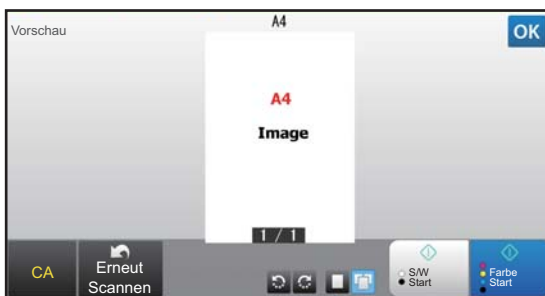 Vorschau
A4
OK
A4
Image
1 / 1
CA
Erneut
Scannen
S/W
Start
Farbe
Start